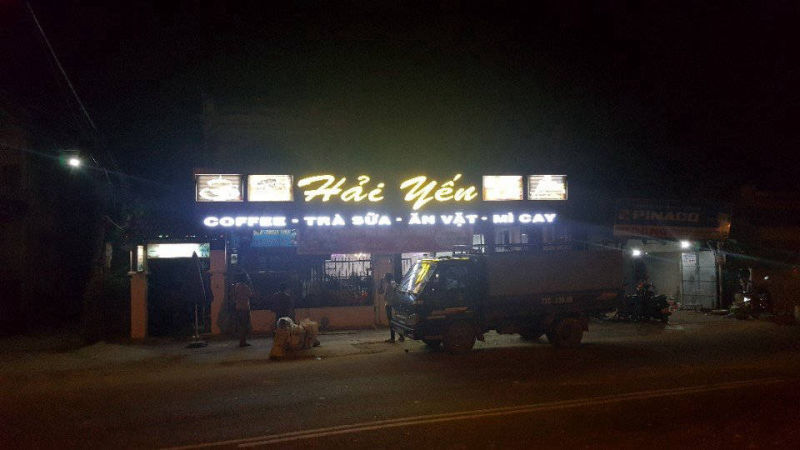 Hải Yến
COFFEE - TRÀ SỮA - ĂN VẶT - MÌ CAY
PINACO